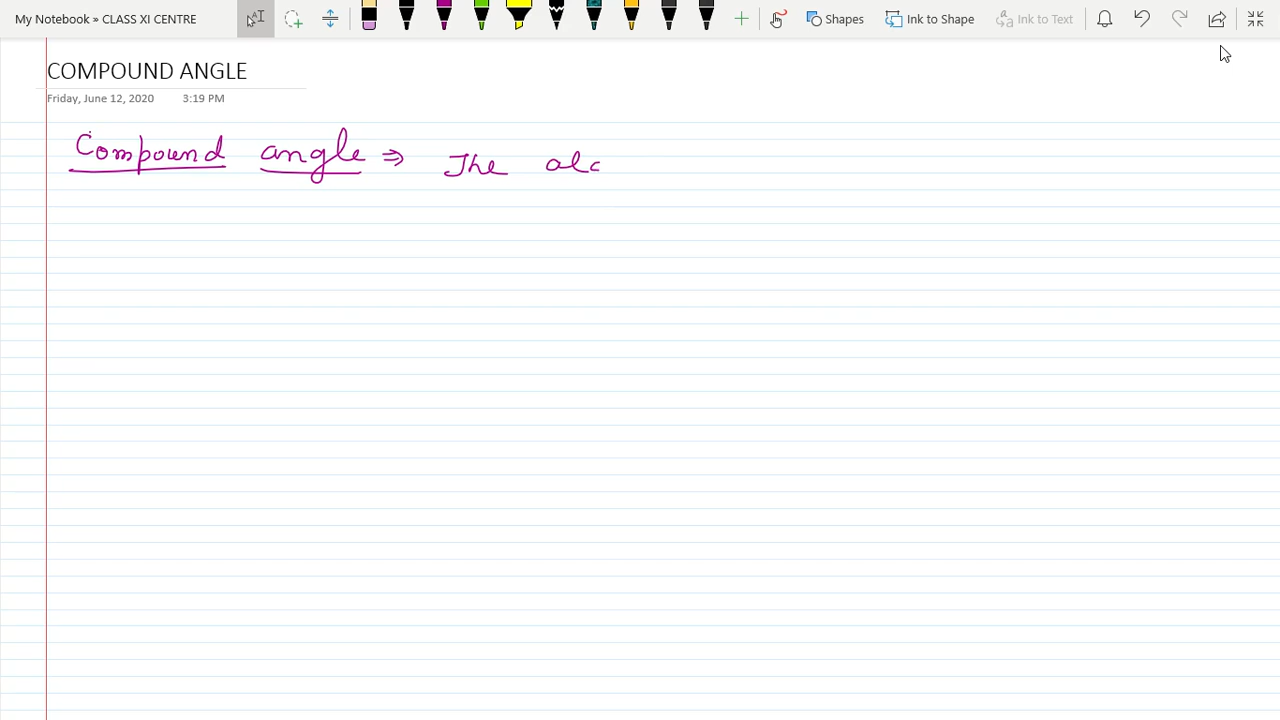 My Notebook » CLASS XI CENTRE
Shapes
Ink to Shape
Ink to Text
COMPOUND ANGLE
Friday, June 12, 2020 3:19 PM
Compound angle ⇒ The alc